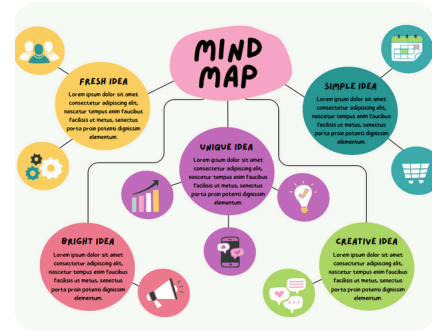 MIND
MAP
FRESH IDEA
Lorem ipsum dolor sit amet
consectetur adipiscing elit,
nascetur tempus enim faucibus
facilisis ut metus, senectus
porta proin potenti dignissim
elementum.
SIMPLE IDEA
Lorem ipsum dolor sit amet
consectetur adipiscing elit,
nascetur tempus enim faucibus
facilisis ut metus, senectus
porta proin potenti dignissim
elementum.
UNIQUE IDEA
Lorem ipsum dolor sit amet
consectetur adipiscing elit,
nascetur tempus enim faucibus
facilisis ut metus, senectus
porta proin potenti dignissim
elementum.
BRIGHT IDEA
Lorem ipsum dolor sit amet
consectetur adipiscing elit,
nascetur tempus enim faucibus
facilisis ut metus, senectus
porta proin potenti dignissim
elementum.
CREATIVE IDEA
Lorem ipsum dolor sit amet
consectetur adipiscing elit,
nascetur tempus enim faucibus
facilisis ut metus, senectus
porta proin potenti dignissim
elementum.